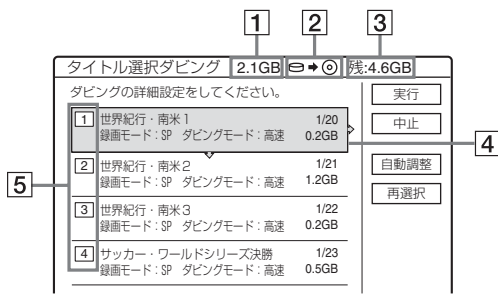 1 2 3
タイトル選択ダビング 2.1GB 残:4.6GB
ダビングの詳細設定をしてください。
1 世界紀行・南米1 1/20
録画モード:SP ダビングモード:高速 0.2GB
2 世界紀行・南米2 1/21
録画モード:SP ダビングモード:高速 1.2GB
3 世界紀行・南米3 1/22
録画モード:SP ダビングモード:高速 0.2GB
4 サッカー・ワールドシリーズ決勝 1/23
録画モード:SP ダビングモード:高速 0.5GB
実行
中止
自動調整
再選択
4
5